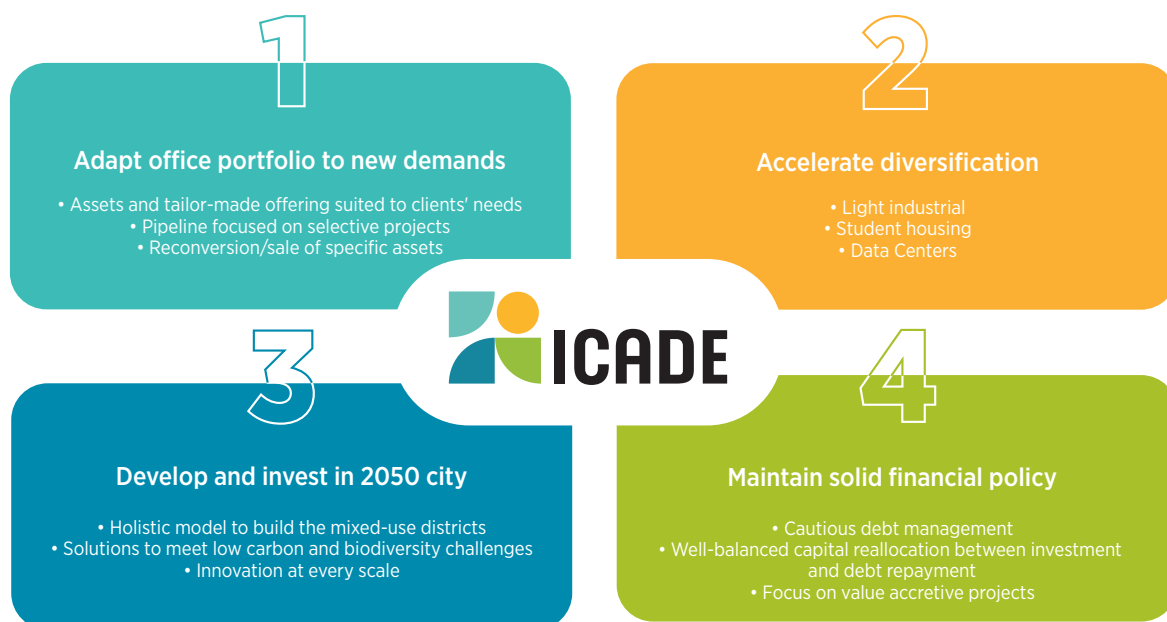 1
Adapt office portfolio to new demands
• Assets and tailor-made offering suited to clients' needs
• Pipeline focused on selective projects
• Reconversion/sale of specific assets
2
Accelerate diversification
• Light industrial
• Student housing
• Data Centers
ICADE
3
Develop and invest in 2050 city
• Holistic model to build the mixed-use districts
• Solutions to meet low carbon and biodiversity challenges
• Innovation at every scale
4
Maintain solid financial policy
• Cautious debt management
• Well-balanced capital reallocation between investment
and debt repayment
• Focus on value accretive projects